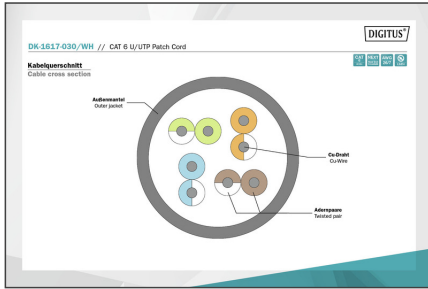 DIGITUS®
DK-1617-030/WH // CAT 6 U/UTP Patch Cord
Kabelquerschnitt
Cable cross section
Außenmantel
Outer jacket
Cu-Draht
Cu-Wire
Adernpaare
Twisted pair